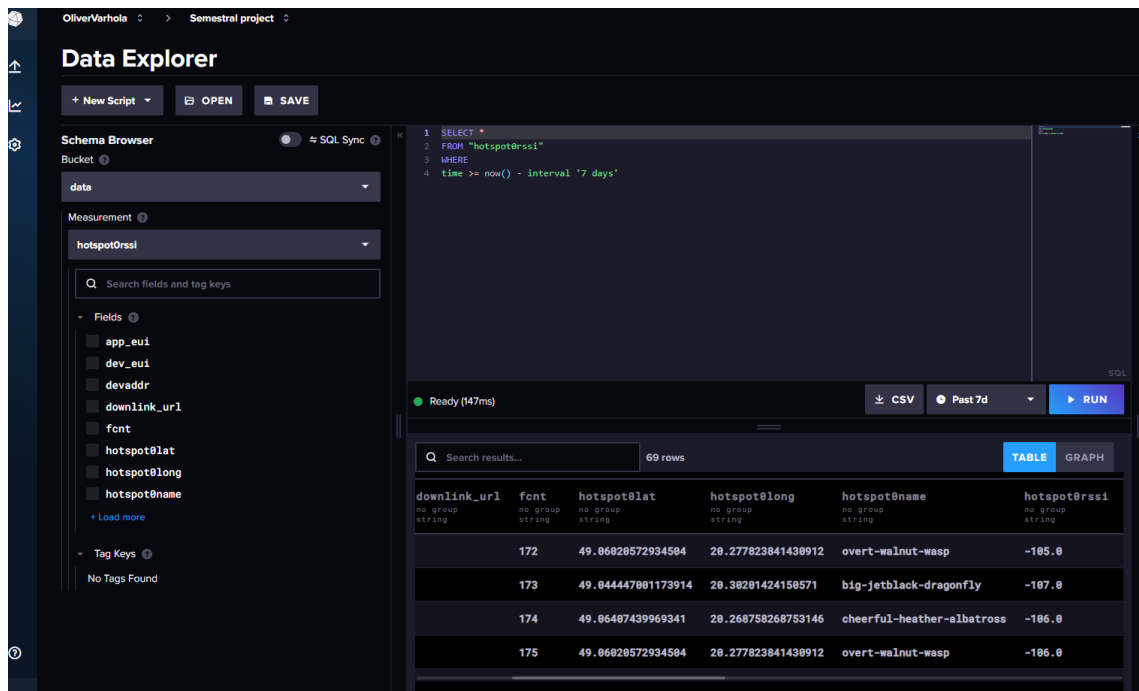 OliverVarhola > Semestral project
Data Explorer
+ New Script OPEN SAVE
Schema Browser SQL Sync
Bucket
data
Measurement
hotspot0rssi
Search fields and tag keys
Fields
app_eui
dev_eui
devaddr
downlink_url
fcnt
hotspot0lat
hotspot0long
hotspot0name
+ Load more
Tag Keys
No Tags Found
1 SELECT *
2 FROM "hotspot0rssi"
3 WHERE
4 time >= now() - interval '7 days'
SQL
Ready (147ms) CSV Past 7d RUN
Search results... 69 rows TABLE GRAPH
downlink_url fcnt hotspot0lat hotspot0long hotspot0name hotspot0rssi
no group no group no group no group no group no group
string string string string string string
172 49.06020572934504 20.277823841430912 overt-walnut-wasp -105.0
173 49.044447001173914 20.30201424150571 big-jetblack-dragonfly -107.0
174 49.06407439969341 20.268758268753146 cheerful-heather-albatross -106.0
175 49.06020572934504 20.277823841430912 overt-walnut-wasp -106.0